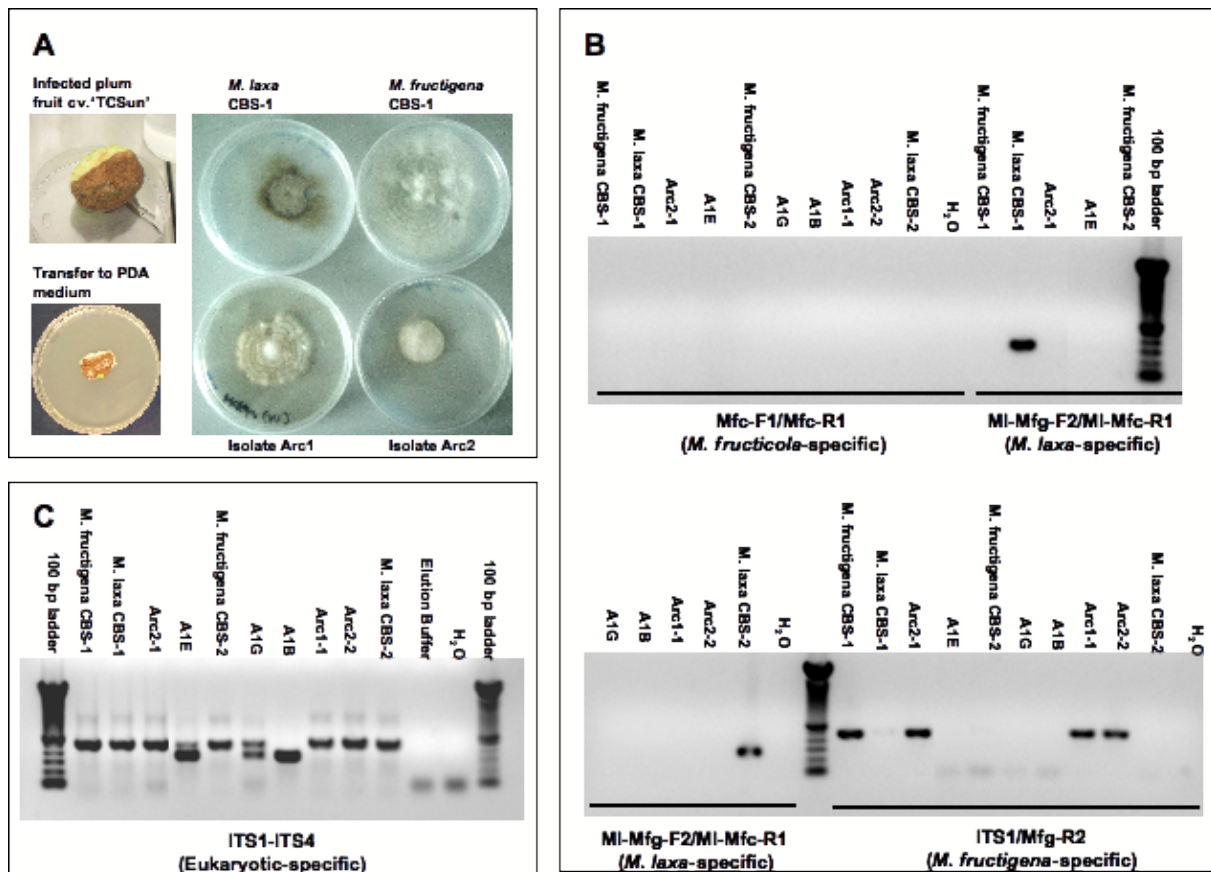 A
Infected plum
fruit cv.'TCSun'
M. laxa
CBS-1
M. fructigena
CBS-1
Transfer to PDA
medium
Isolate Arc1
Isolate Arc2
B
M. fructigena CBS-1
M. laxa CBS-1
Arc2-1
A1E
M. fructigena CBS-2
A1G
A1B
Arc1-1
Arc2-2
M. laxa CBS-2
H₂O
M. fructigena CBS-1
M. laxa CBS-1
Arc2-1
A1E
M. fructigena CBS-2
100 bp ladder
Mfc-F1/Mfc-R1
(M. fructicola-specific)
Ml-Mfg-F2/Ml-Mfc-R1
(M. laxa-specific)
A1G
A1B
Arc1-1
Arc2-2
M. laxa CBS-2
H₂O
M. fructigena CBS-1
M. laxa CBS-1
Arc2-1
A1E
M. fructigena CBS-2
A1G
A1B
Arc1-1
Arc2-2
M. laxa CBS-2
H₂O
Ml-Mfg-F2/Ml-Mfc-R1
(M. laxa-specific)
ITS1/Mfg-R2
(M. fructigena-specific)
C
100 bp ladder
M. fructigena CBS-1
M. laxa CBS1-1
Arc2-1
A1E
M. fructigena CBS-2
A1G
A1B
Arc1-1
Arc2-2
M. laxa CBS-2
Elution Buffer
H₂O
100 bp ladder
ITS1-ITS4
(Eukaryotic-specific)